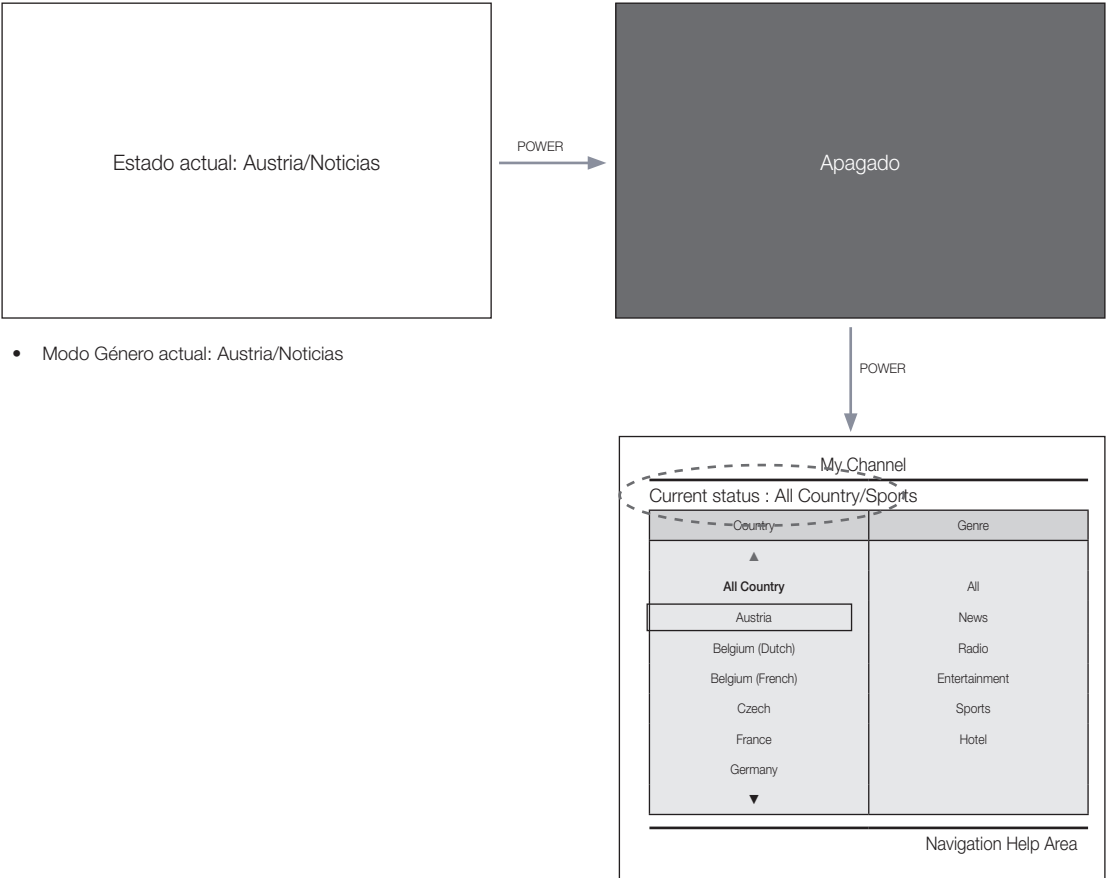 Estado actual: Austria/Noticias
POWER
Apagado
• Modo Género actual: Austria/Noticias
POWER
My Channel
Current status : All Country/Sports
Country Genre
▲
All Country All
Austria News
Belgium (Dutch) Radio
Belgium (French) Entertainment
Czech Sports
France Hotel
Germany
▼
Navigation Help Area